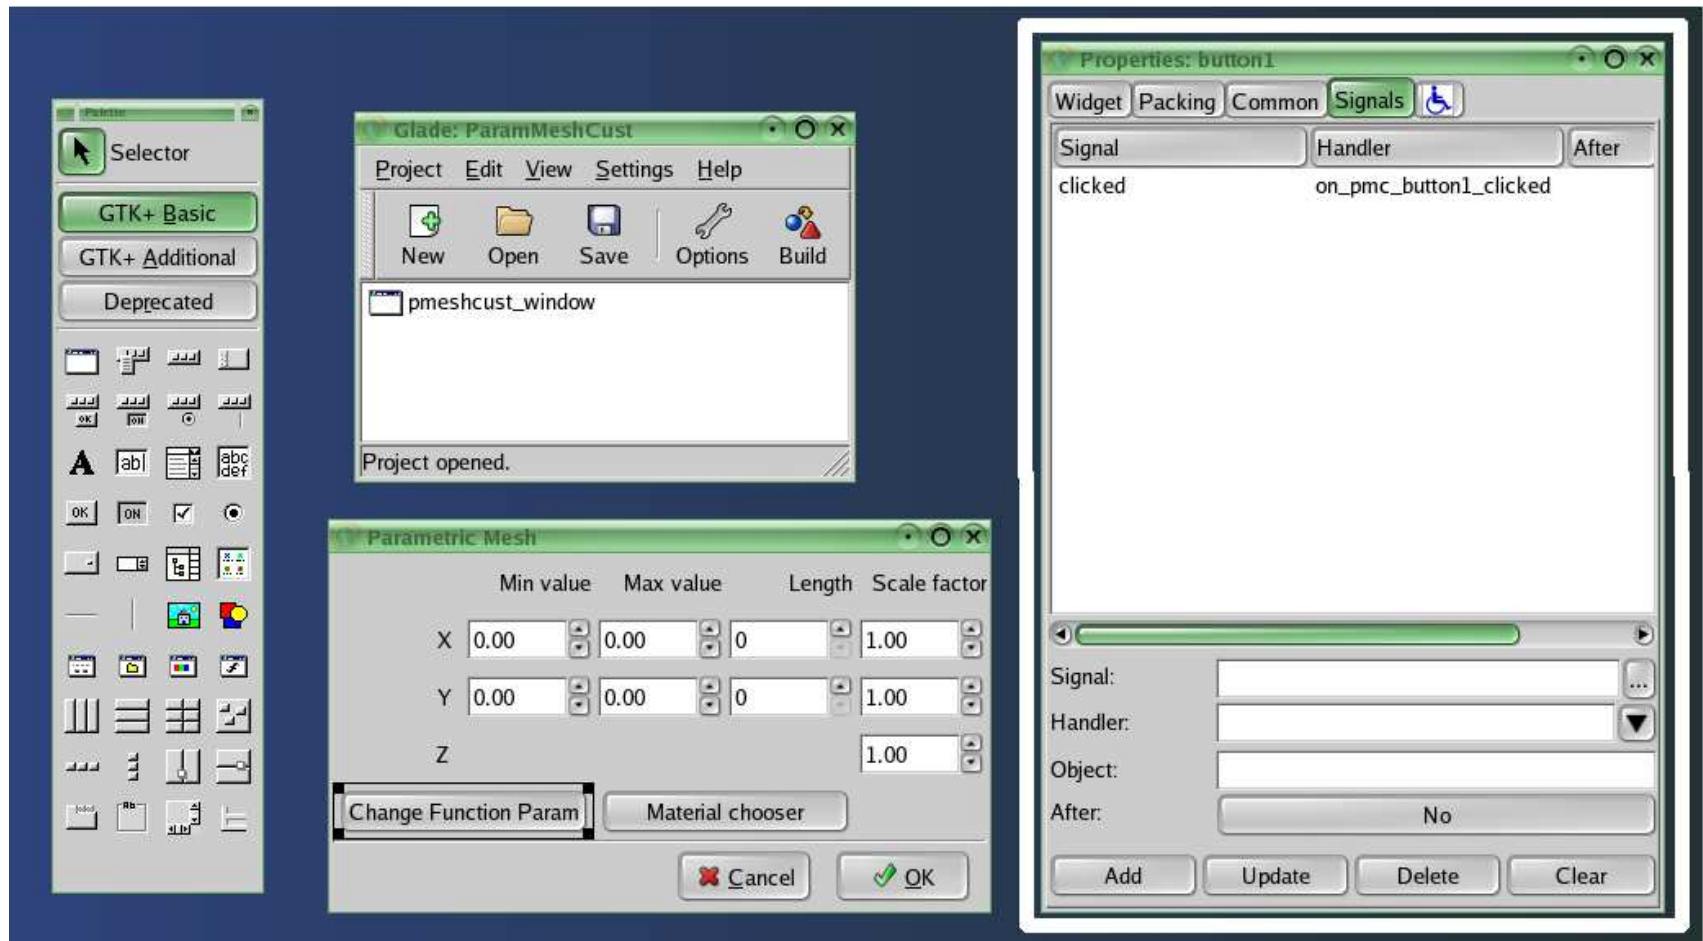 Palette
Selector
GTK+ Basic
GTK+ Additional
Deprecated
OK
ON
A
ab
abc
def
OK
ON
Glade: ParamMeshCust
Project Edit View Settings Help
New Open Save Options Build
pmeshcust_window
Project opened.
Parametric Mesh
Min value Max value Length Scale factor
X 0.00 0.00 0 1.00
Y 0.00 0.00 0 1.00
Z 1.00
Change Function Param Material chooser
Cancel OK
Properties: button1
Widget Packing Common Signals
Signal Handler After
clicked on_pmc_button1_clicked
Signal: ...
Handler:
Object:
After: No
Add Update Delete Clear